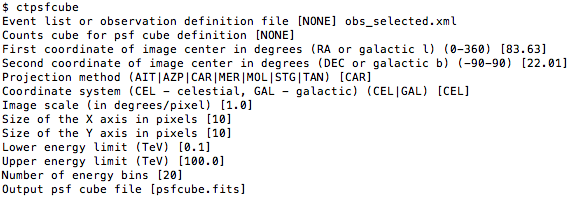 $ ctpsfcube
Event list or observation definition file [NONE] obs_selected.xml
Counts cube for psf cube definition [NONE]
First coordinate of image center in degrees (RA or galactic l) (0-360) [83.63]
Second coordinate of image center in degrees (DEC or galactic b) (-90-90) [22.01]
Projection method (AIT|AZP|CAR|MER|MOL|STG|TAN) [CAR]
Coordinate system (CEL - celestial, GAL - galactic) (CEL|GAL) [CEL]
Image scale (in degrees/pixel) [1.0]
Size of the X axis in pixels [10]
Size of the Y axis in pixels [10]
Lower energy limit (TeV) [0.1]
Upper energy limit (TeV) [100.0]
Number of energy bins [20]
Output psf cube file [psfcube.fits]